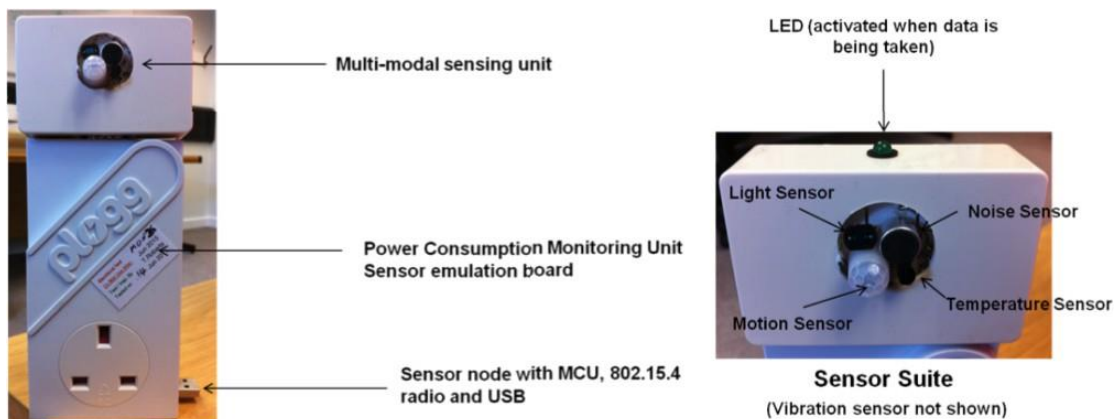 Multi-modal sensing unit
plogg
Power Consumption Monitoring Unit
Sensor emulation board
Sensor node with MCU, 802.15.4
radio and USB
LED (activated when data is
being taken)
Light Sensor
Noise Sensor
Motion Sensor
Temperature Sensor
Sensor Suite
(Vibration sensor not shown)